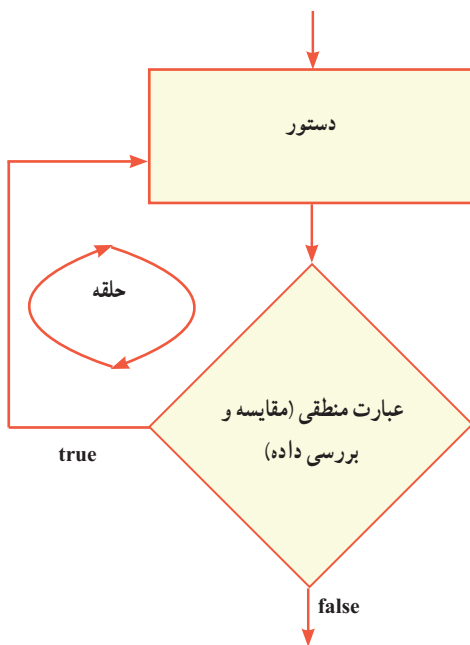 دستور
حلقه
عبارت منطقی (مقایسه و
بررسی داده)
true
false